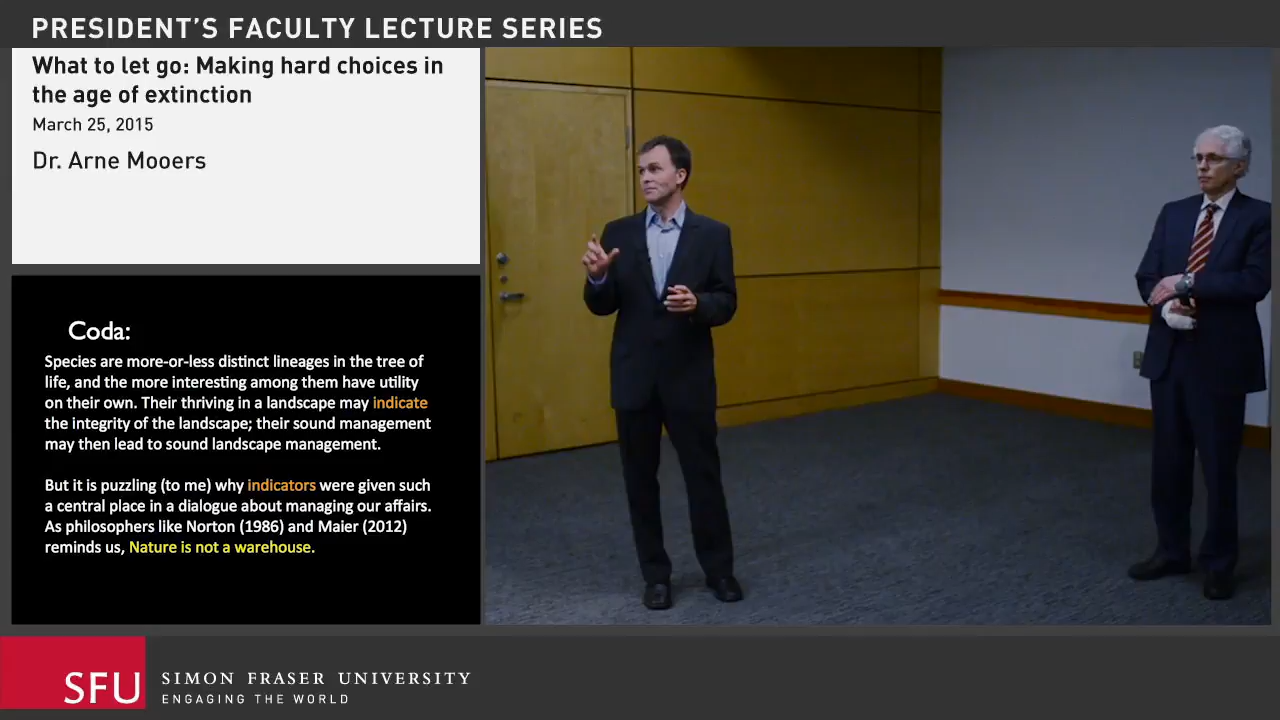 PRESIDENT'S FACULTY LECTURE SERIES
What to let go: Making hard choices in
the age of extinction
March 25, 2015
Dr. Arne Mooers
Coda:
Species are more-or-less distinct lineages in the tree of
life, and the more interesting among them have utility
on their own. Their thriving in a landscape may indicate
the integrity of the landscape; their sound management
may then lead to sound landscape management.
But it is puzzling (to me) why indicators were given such
a central place in a dialogue about managing our affairs.
As philosophers like Norton (1986) and Maier (2012)
reminds us, Nature is not a warehouse.
SFU
SIMON FRASER UNIVERSITY
ENGAGING THE WORLD